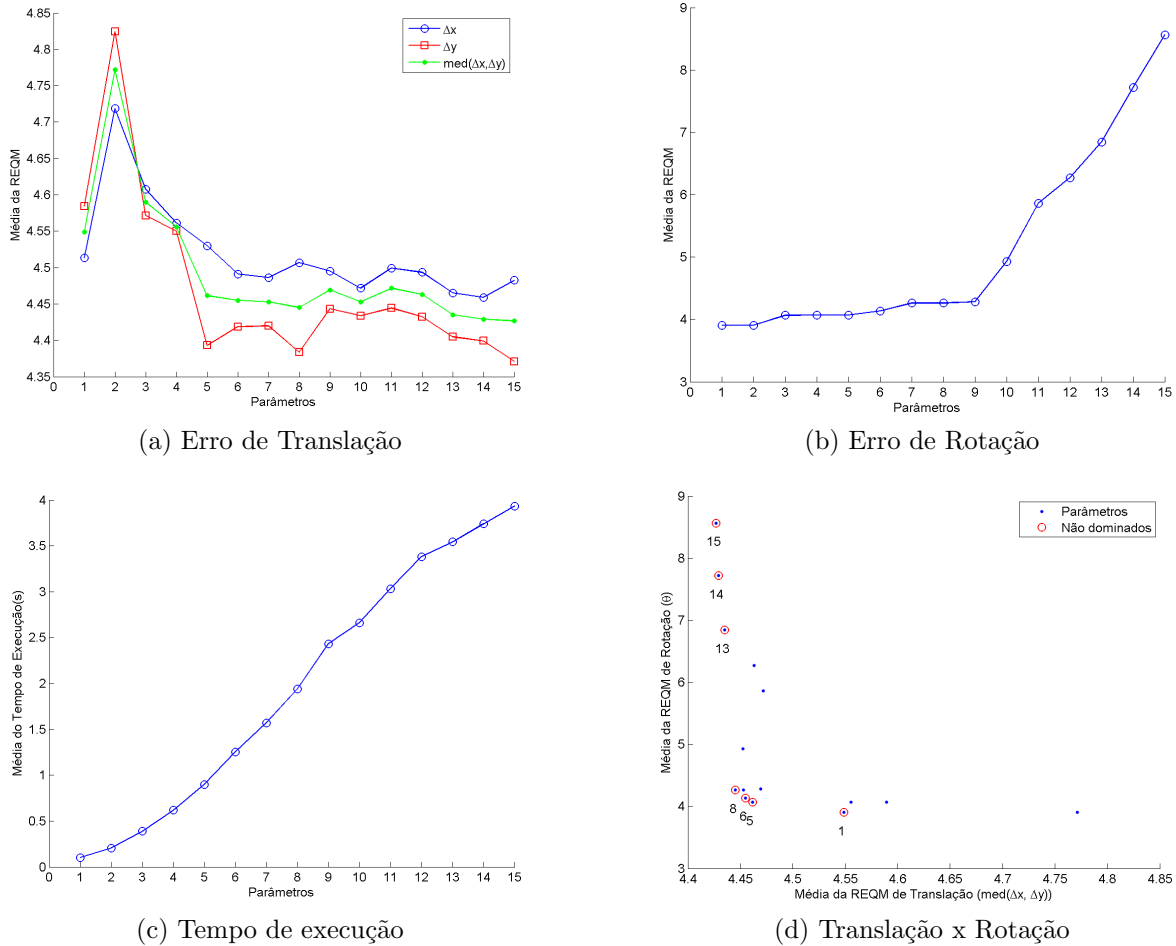 4.85
4.8
4.75
4.7
4.65
4.6
4.55
4.5
4.45
4.4
4.35
Média da REQM
0 1 2 3 4 5 6 7 8 9 10 11 12 13 14 15
Parâmetros
Δx
Δy
med(Δx,Δy)
(a) Erro de Translação
9
8
7
6
5
4
3
Média da REQM
0 1 2 3 4 5 6 7 8 9 10 11 12 13 14 15
Parâmetros
(b) Erro de Rotação
4
3.5
3
2.5
2
1.5
1
0.5
0
Média do Tempo de Execução(s)
0 1 2 3 4 5 6 7 8 9 10 11 12 13 14 15
Parâmetros
(c) Tempo de execução
9
8
7
6
5
4
3
Média da REQM de Rotação (θ)
Parâmetros
Não dominados
15
14
13
8
6
5
1
4.4 4.45 4.5 4.55 4.6 4.65 4.7 4.75 4.8 4.85
Média da REQM de Translação (med(Δx, Δy))
(d) Translação x Rotação